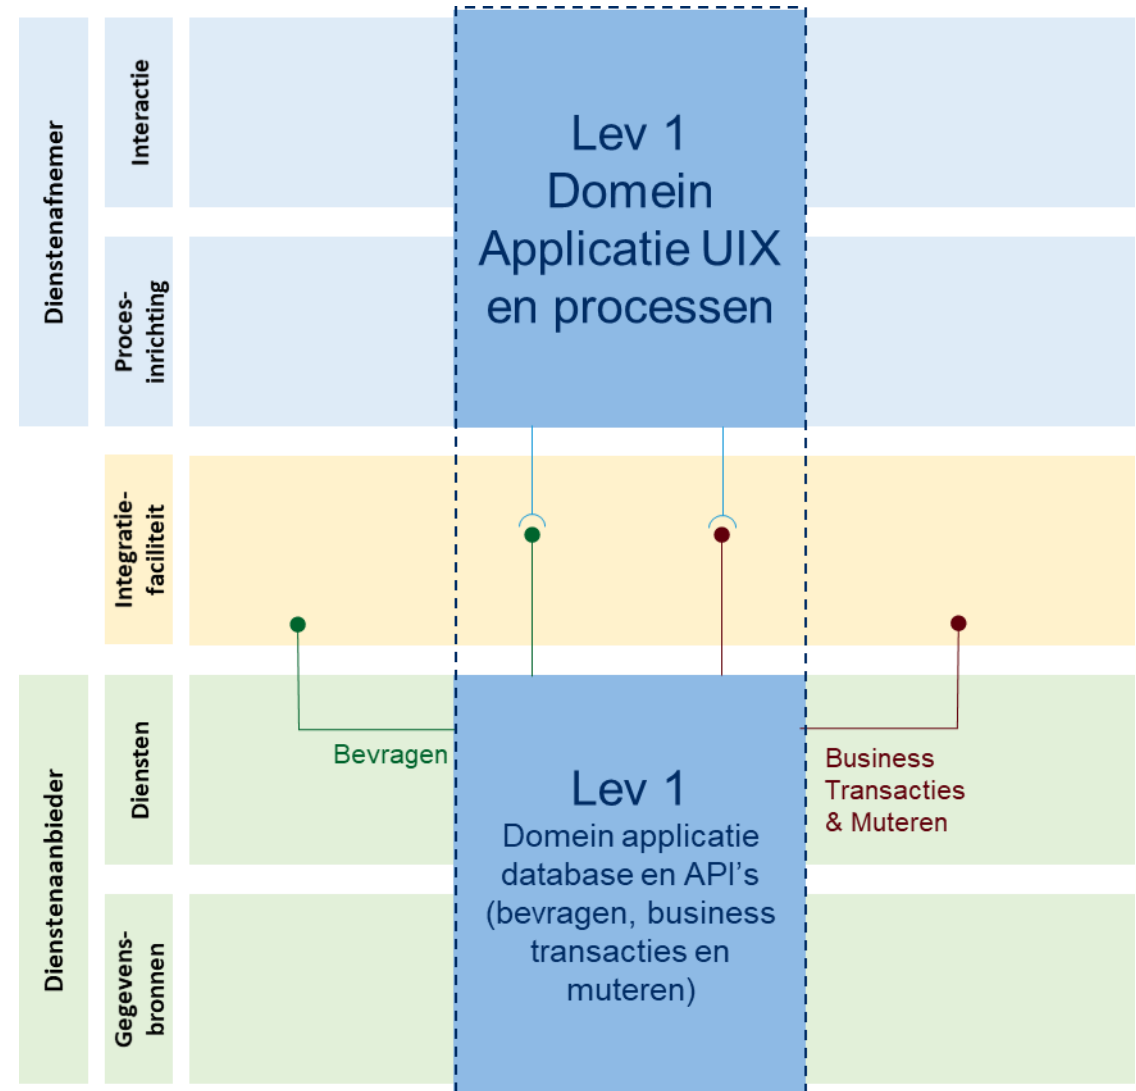 Dienstenafnemer
Interactie
Lev 1
Domein
Applicatie UIX
en processen
Proces-
inrichting
Integratie-
faciliteit
Dienstenaanbieder
Diensten
Bevragen
Lev 1
Domein applicatie
database en API's
(bevragen, business
transacties en
muteren)
Business
Transacties
& Muteren
Gegevens-
bronnen